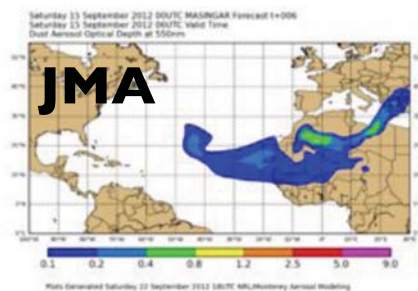 Saturday 15 September 2012 00UTC MASINGAR Forecast t+006
Saturday 15 September 2012 06UTC Valid Time
Dust Aerosol Optical Depth at 550nm
JMA
0.1 0.2 0.4 0.8 1.2 2.5 5.0 9.0
Plots Generated Saturday 22 September 2012 18UTC NRL/Monterey Aerosol Modeling